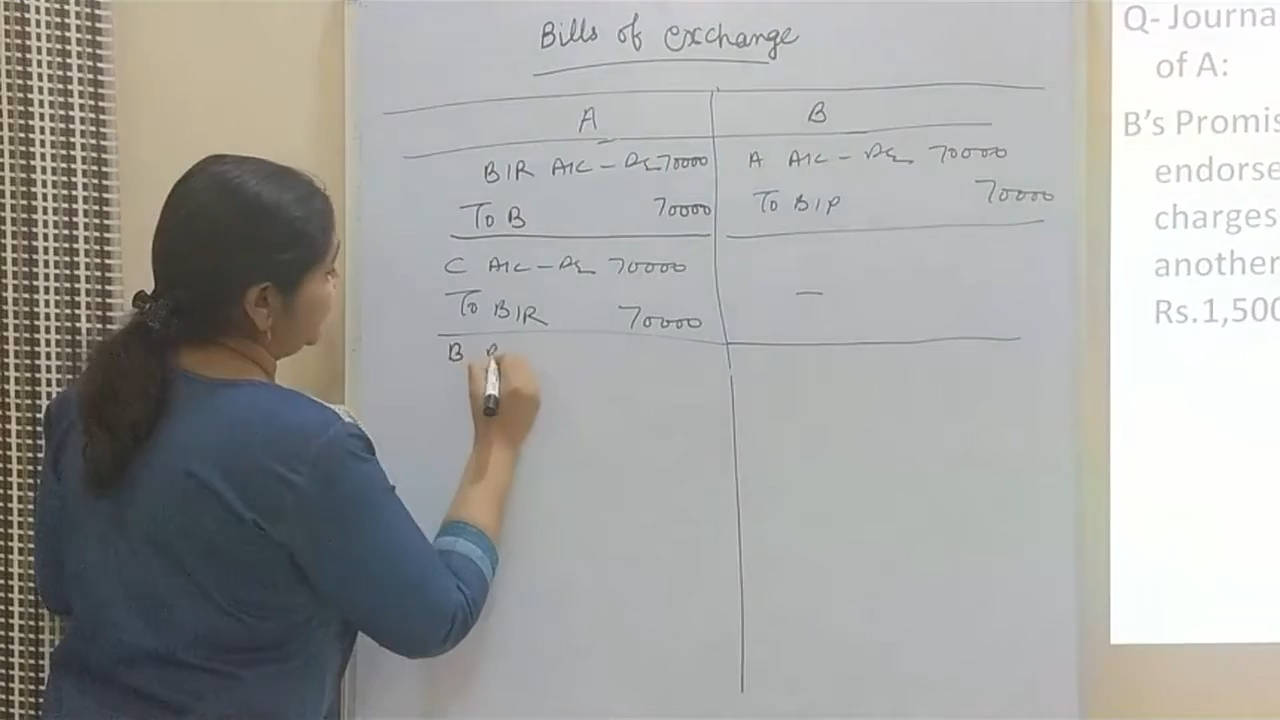 Bills of exchange
A
B
B/R A/C - Dr 70000
To B 70000
C A/C - Dr 70000
To B/R 70000
B
A A/C - Dr 70000
To B/P 70000
Q- Journa
of A:
B's Promis
endorse
charges
another
Rs.1,500